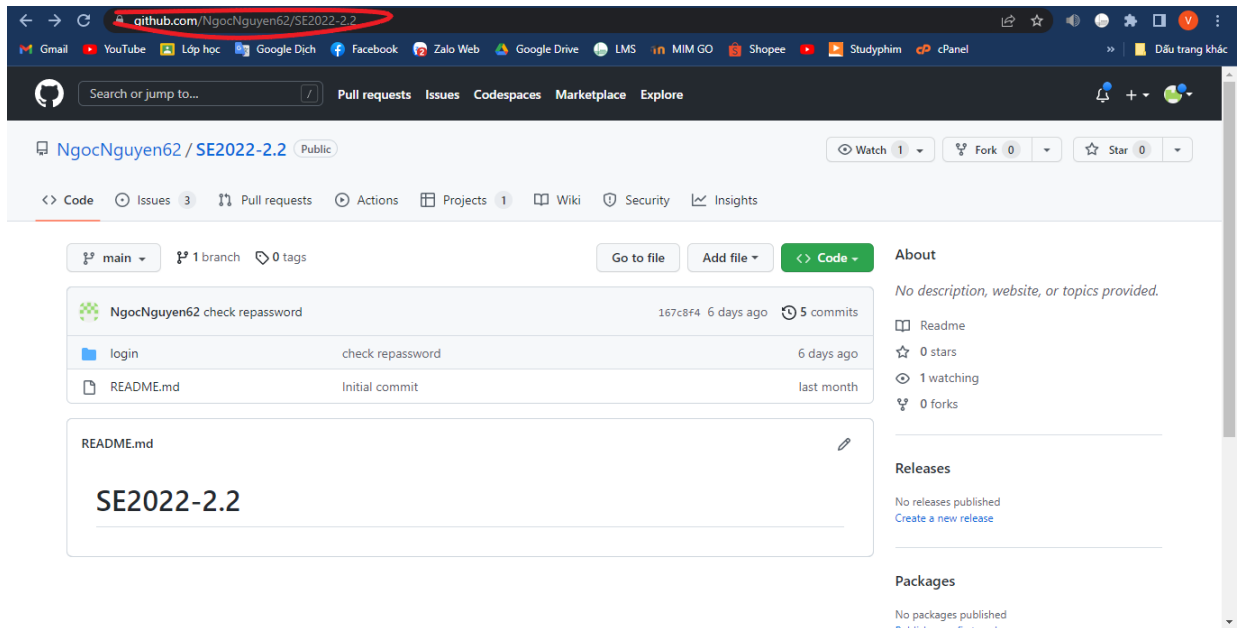 github.com/NgocNguyen62/SE2022-2.2
V
Gmail YouTube Lớp học Google Dịch Facebook Zalo Web Google Drive LMS MIM GO Shopee Studyphim cPanel » Dấu trang khác
Search or jump to... / Pull requests Issues Codespaces Marketplace Explore
NgocNguyen62 / SE2022-2.2 Public
Watch 1 Fork 0 Star 0
<> Code Issues 3 Pull requests Actions Projects 1 Wiki Security Insights
main 1 branch 0 tags Go to file Add file <> Code
NgocNguyen62 check repassword 167c8f4 6 days ago 5 commits
login check repassword 6 days ago
README.md Initial commit last month
README.md
SE2022-2.2
About
No description, website, or topics provided.
Readme
0 stars
1 watching
0 forks
Releases
No releases published
Create a new release
Packages
No packages published